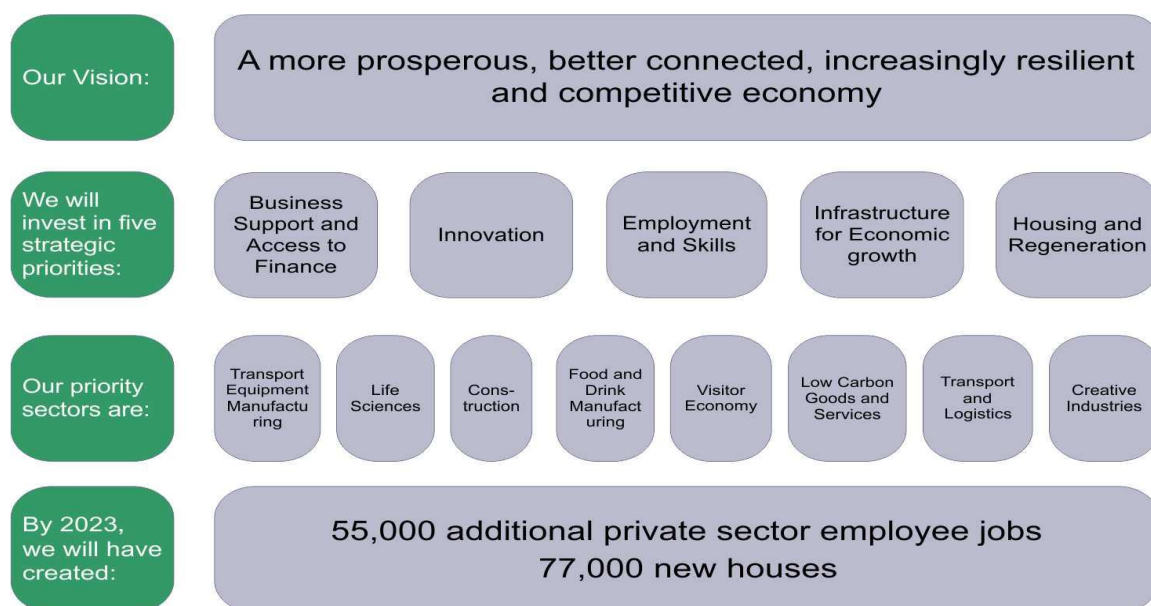 Our Vision:
A more prosperous, better connected, increasingly resilient
and competitive economy
We will
invest in five
strategic
priorities:
Business
Support and
Access to
Finance
Innovation
Employment
and Skills
Infrastructure
for Economic
growth
Housing and
Regeneration
Our priority
sectors are:
Transport
Equipment
Manufactu
ring
Life
Sciences
Cons-
truction
Food and
Drink
Manufact
uring
Visitor
Economy
Low Carbon
Goods and
Services
Transport
and
Logistics
Creative
Industries
By 2023,
we will have
created:
55,000 additional private sector employee jobs
77,000 new houses